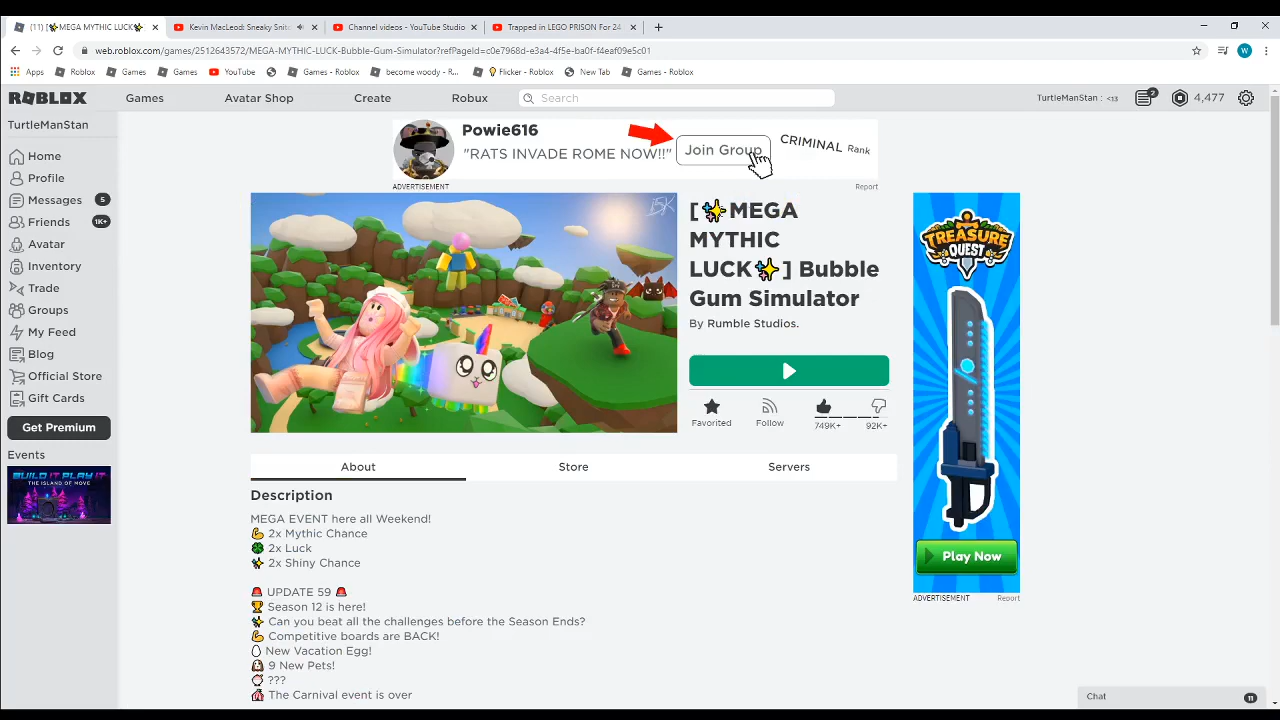 (11) [✨MEGA MYTHIC LUCK✨
Kevin MacLeod: Sneaky Snitc
Channel videos - YouTube Studio
Trapped in LEGO PRISON For 24
web.roblox.com/games/2512643572/MEGA-MYTHIC-LUCK-Bubble-Gum-Simulator?refPageId=c0e7968d-e3a4-4f5e-ba0f-f4eaf09e5c01
W
Apps
Roblox
Games
Games
YouTube
Games - Roblox
become woody - R...
Flicker - Roblox
New Tab
Games - Roblox
ROBLOX
Games
Avatar Shop
Create
Robux
Search
TurtleManStan : <13
2
4,477
TurtleManStan
Home
Profile
Messages 5
Friends 1K+
Avatar
Inventory
Trade
Groups
My Feed
Blog
Official Store
Gift Cards
Get Premium
Events
BUILD IT PLAY IT
THE ISLAND OF MOVE
Powie616
"RATS INVADE ROME NOW!!"
Join Group
CRIMINAL Rank
ADVERTISEMENT
Report
[✨MEGA
MYTHIC
LUCK✨] Bubble
Gum Simulator
By Rumble Studios.
Favorited
Follow
749K+
92K+
About
Store
Servers
Description
MEGA EVENT here all Weekend!
💪 2x Mythic Chance
🍀 2x Luck
✨ 2x Shiny Chance
🚨 UPDATE 59 🚨
🏆 Season 12 is here!
✨ Can you beat all the challenges before the Season Ends?
💪 Competitive boards are BACK!
🥚 New Vacation Egg!
🐶 9 New Pets!
⏱ ???
🎪 The Carnival event is over
TREASURE
QUEST
Play Now
ADVERTISEMENT
Report
Chat
11